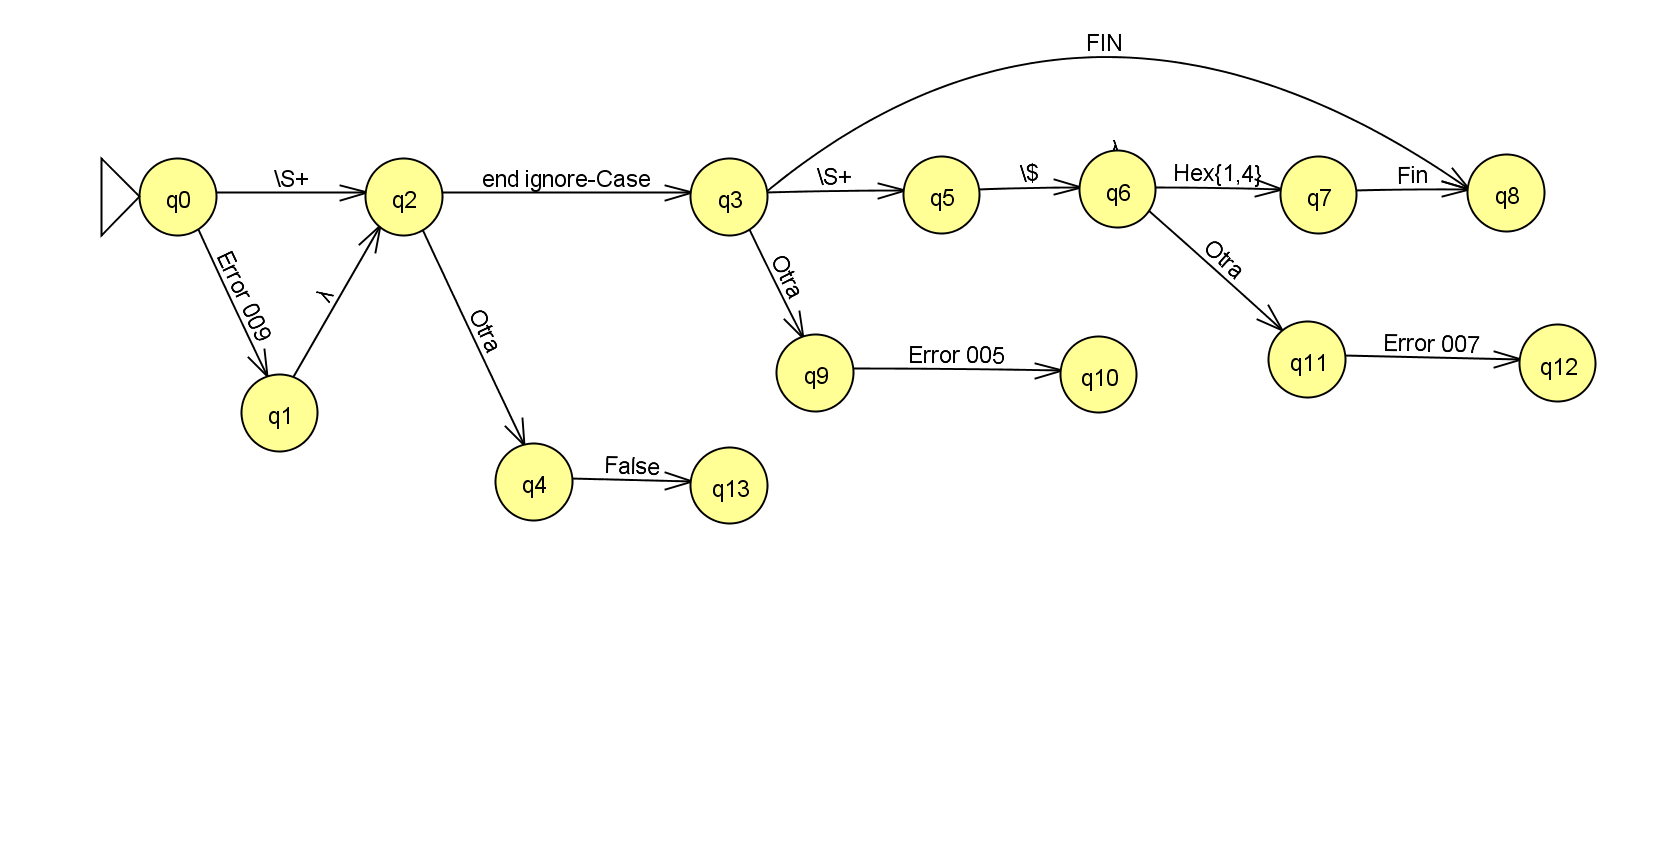 FIN
q0
\S+
q2
end ignore-Case
q3
\S+
q5
\$
λ
q6
Hex{1,4}
q7
Fin
q8
Error 009
λ
Otra
Otra
Otra
q1
q9
Error 005
q10
q11
Error 007
q12
q4
False
q13